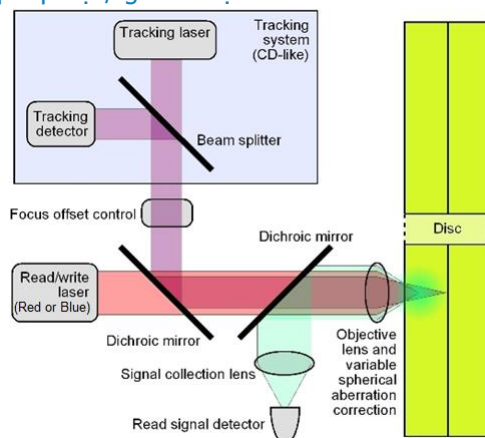 Tracking laser
Tracking
system
(CD-like)
Tracking
detector
Beam splitter
Focus offset control
Dichroic mirror
Disc
Read/write
laser
(Red or Blue)
Dichroic mirror
Objective
lens and
variable
spherical
aberration
correction
Signal collection lens
Read signal detector